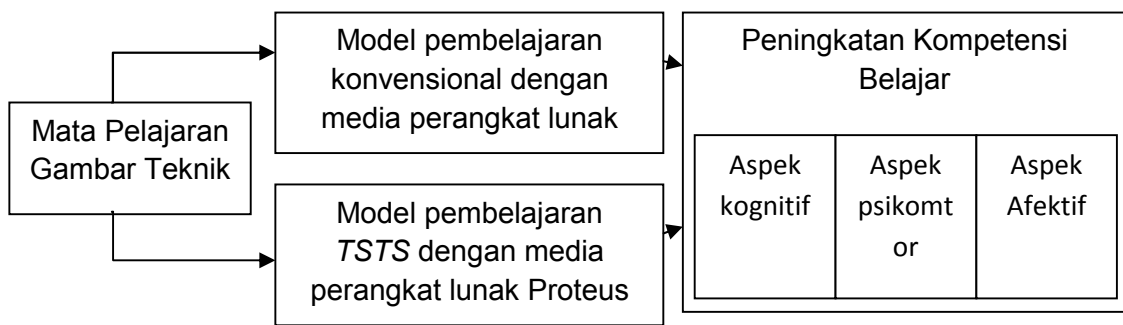 Mata Pelajaran
Gambar Teknik
Model pembelajaran
konvensional dengan
media perangkat lunak
Model pembelajaran
TSTS dengan media
perangkat lunak Proteus
Peningkatan Kompetensi
Belajar
Aspek
kognitif
Aspek
psikomt
or
Aspek
Afektif